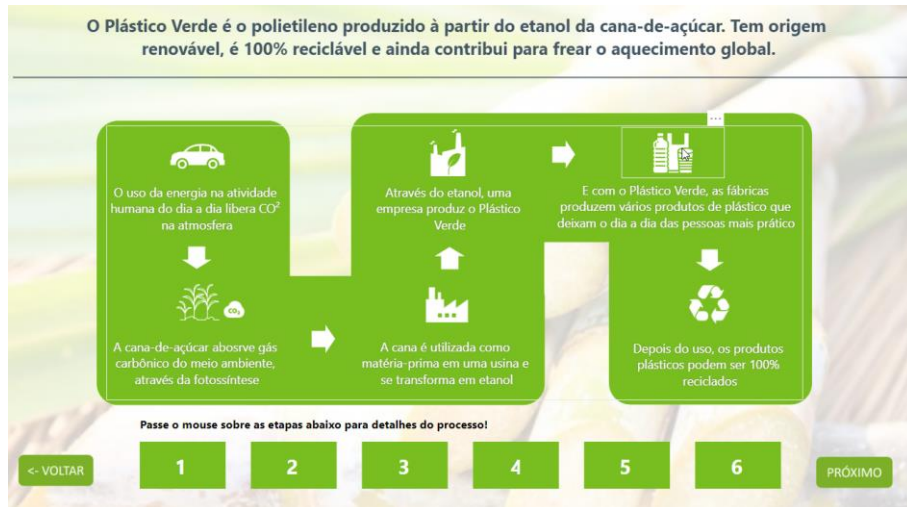 O Plástico Verde é o polietileno produzido à partir do etanol da cana-de-açúcar. Tem origem
renovável, é 100% reciclável e ainda contribui para frear o aquecimento global.
O uso da energia na atividade
humana do dia a dia libera CO²
na atmosfera
A cana-de-açúcar abosrve gás
carbônico do meio ambiente,
através da fotossíntese
CO₂
A cana é utilizada como
matéria-prima em uma usina e
se transforma em etanol
Através do etanol, uma
empresa produz o Plástico
Verde
E com o Plástico Verde, as fábricas
produzem vários produtos de plástico que
deixam o dia a dia das pessoas mais prático
Depois do uso, os produtos
plásticos podem ser 100%
reciclados
Passe o mouse sobre as etapas abaixo para detalhes do processo!
<- VOLTAR
1
2
3
4
5
6
PRÓXIMO